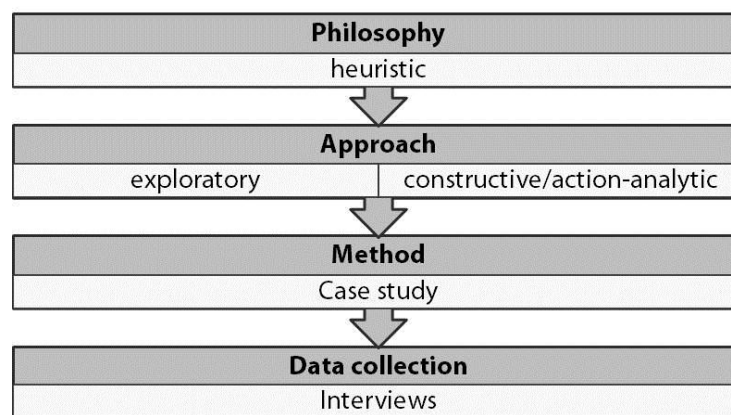 Philosophy
heuristic
Approach
exploratory constructive/action-analytic
Method
Case study
Data collection
Interviews